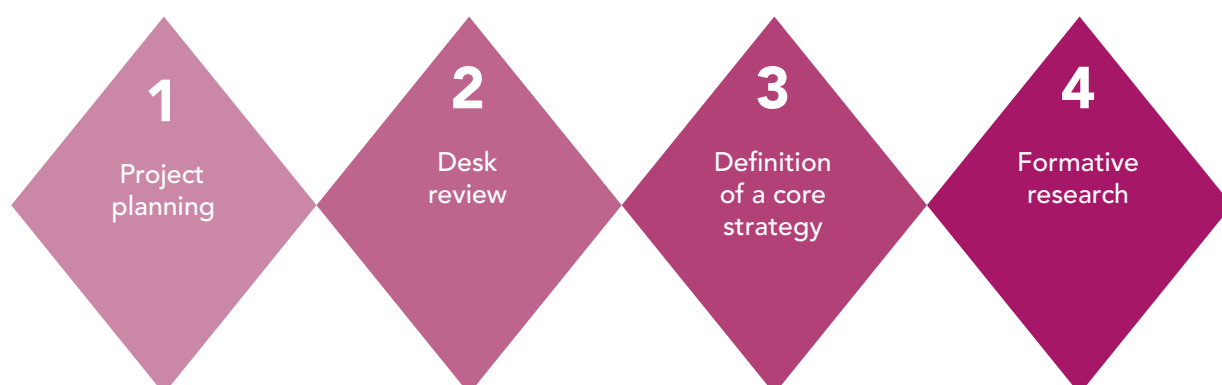 1
Project
planning
2
Desk
review
3
Definition
of a core
strategy
4
Formative
research